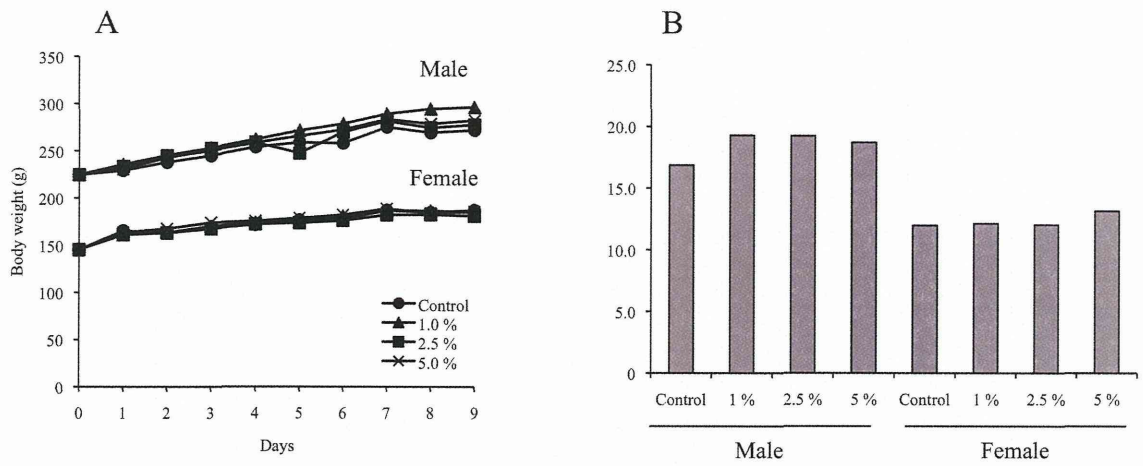 A
350
300
250
200
150
100
50
0
Body weight (g)
Male
Female
Control
1.0 %
2.5 %
5.0 %
0 1 2 3 4 5 6 7 8 9
Days
B
25.0
20.0
15.0
10.0
5.0
0
Control 1 % 2.5 % 5 % Control 1 % 2.5 % 5 %
Male Female